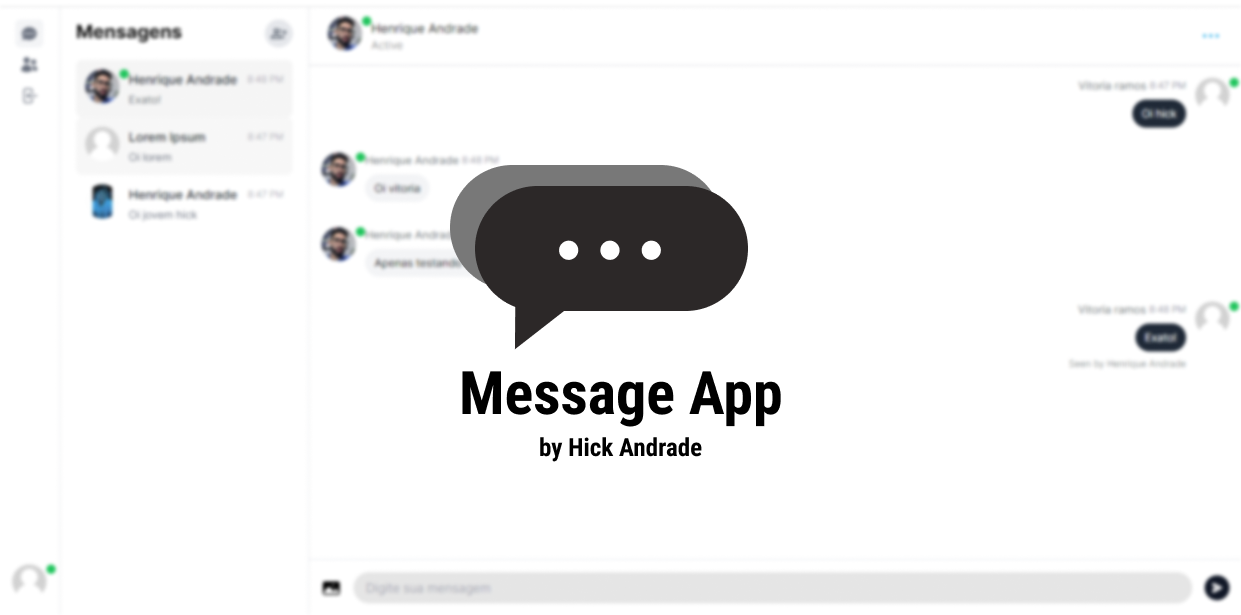 Mensagens
Henrique Andrade 8:48 PM
Exato!
Lorem Ipsum 8:47 PM
Oi lorem
Henrique Andrade 8:47 PM
Oi jovem hick
Henrique Andrade
Active
Vitoria ramos 8:47 PM
Oi hick
Henrique Andrade 8:48 PM
Oi vitoria
Henrique Andrade
Apenas testando
Vitoria ramos 8:48 PM
Exato!
Seen by Henrique Andrade
Message App
by Hick Andrade
Digite sua mensagem